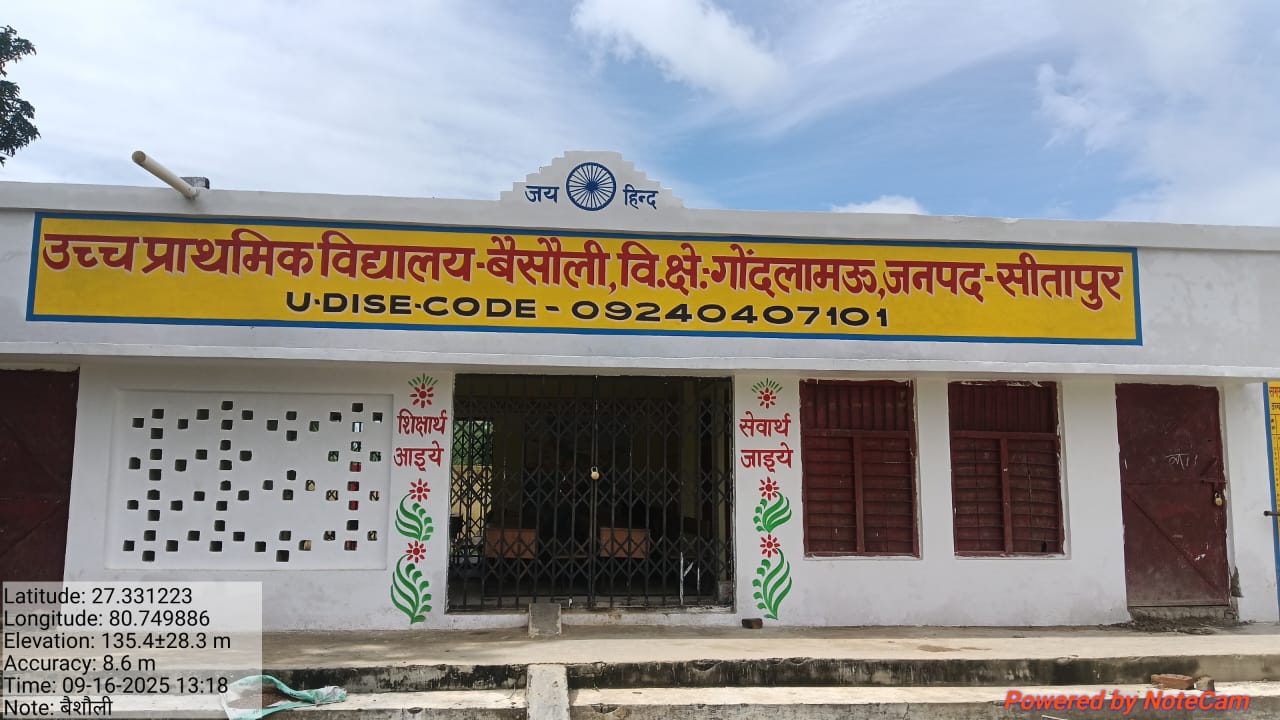 जय हिन्द
उच्च प्राथमिक विद्यालय-बैसौली, वि.क्षे.-गोंदलामऊ, जनपद-सीतापुर
U-DISE-CODE - 09240407101
शिक्षार्थ
आइये
सेवार्थ
जाइये
Latitude: 27.331223
Longitude: 80.749886
Elevation: 135.4±28.3 m
Accuracy: 8.6 m
Time: 09-16-2025 13:18
Note: बैशौली
Powered by NoteCam